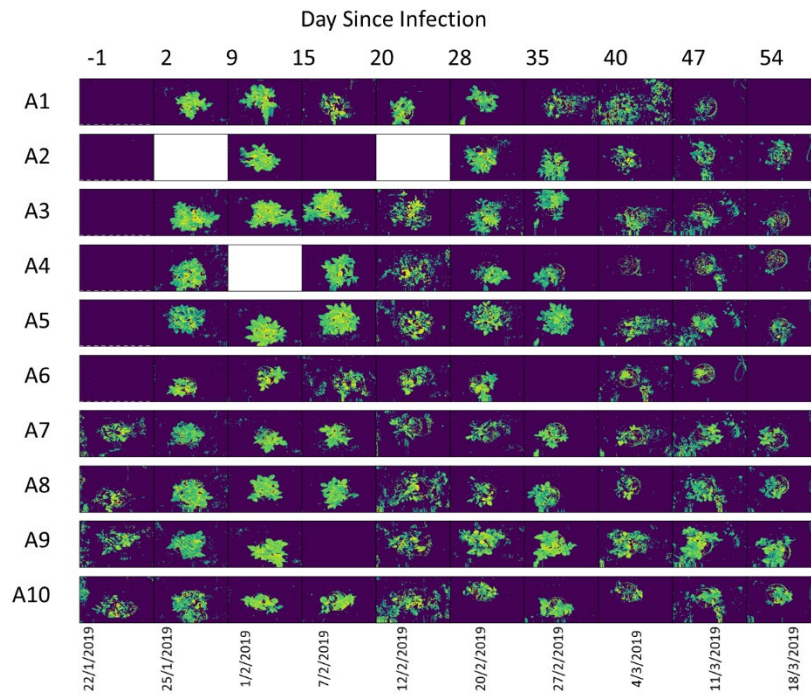 Day Since Infection
-1 2 9 15 20 28 35 40 47 54
A1
A2
A3
A4
A5
A6
A7
A8
A9
A10
22/1/2019 25/1/2019 1/2/2019 7/2/2019 12/2/2019 20/2/2019 27/2/2019 4/3/2019 11/3/2019 18/3/2019